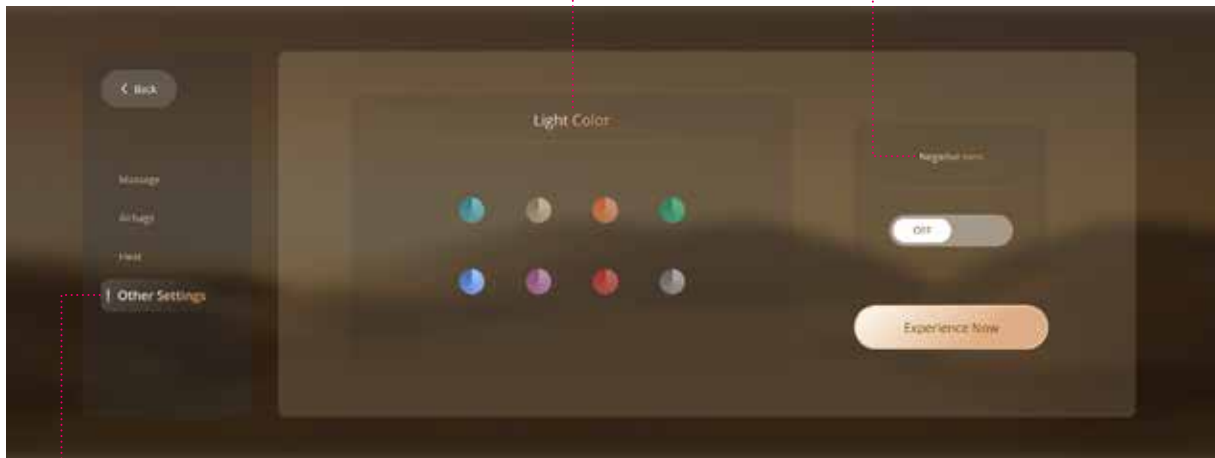 Back
Massage
Airbags
Heat
Other Settings
Light Color
Negative Ions
OFF
Experience Now